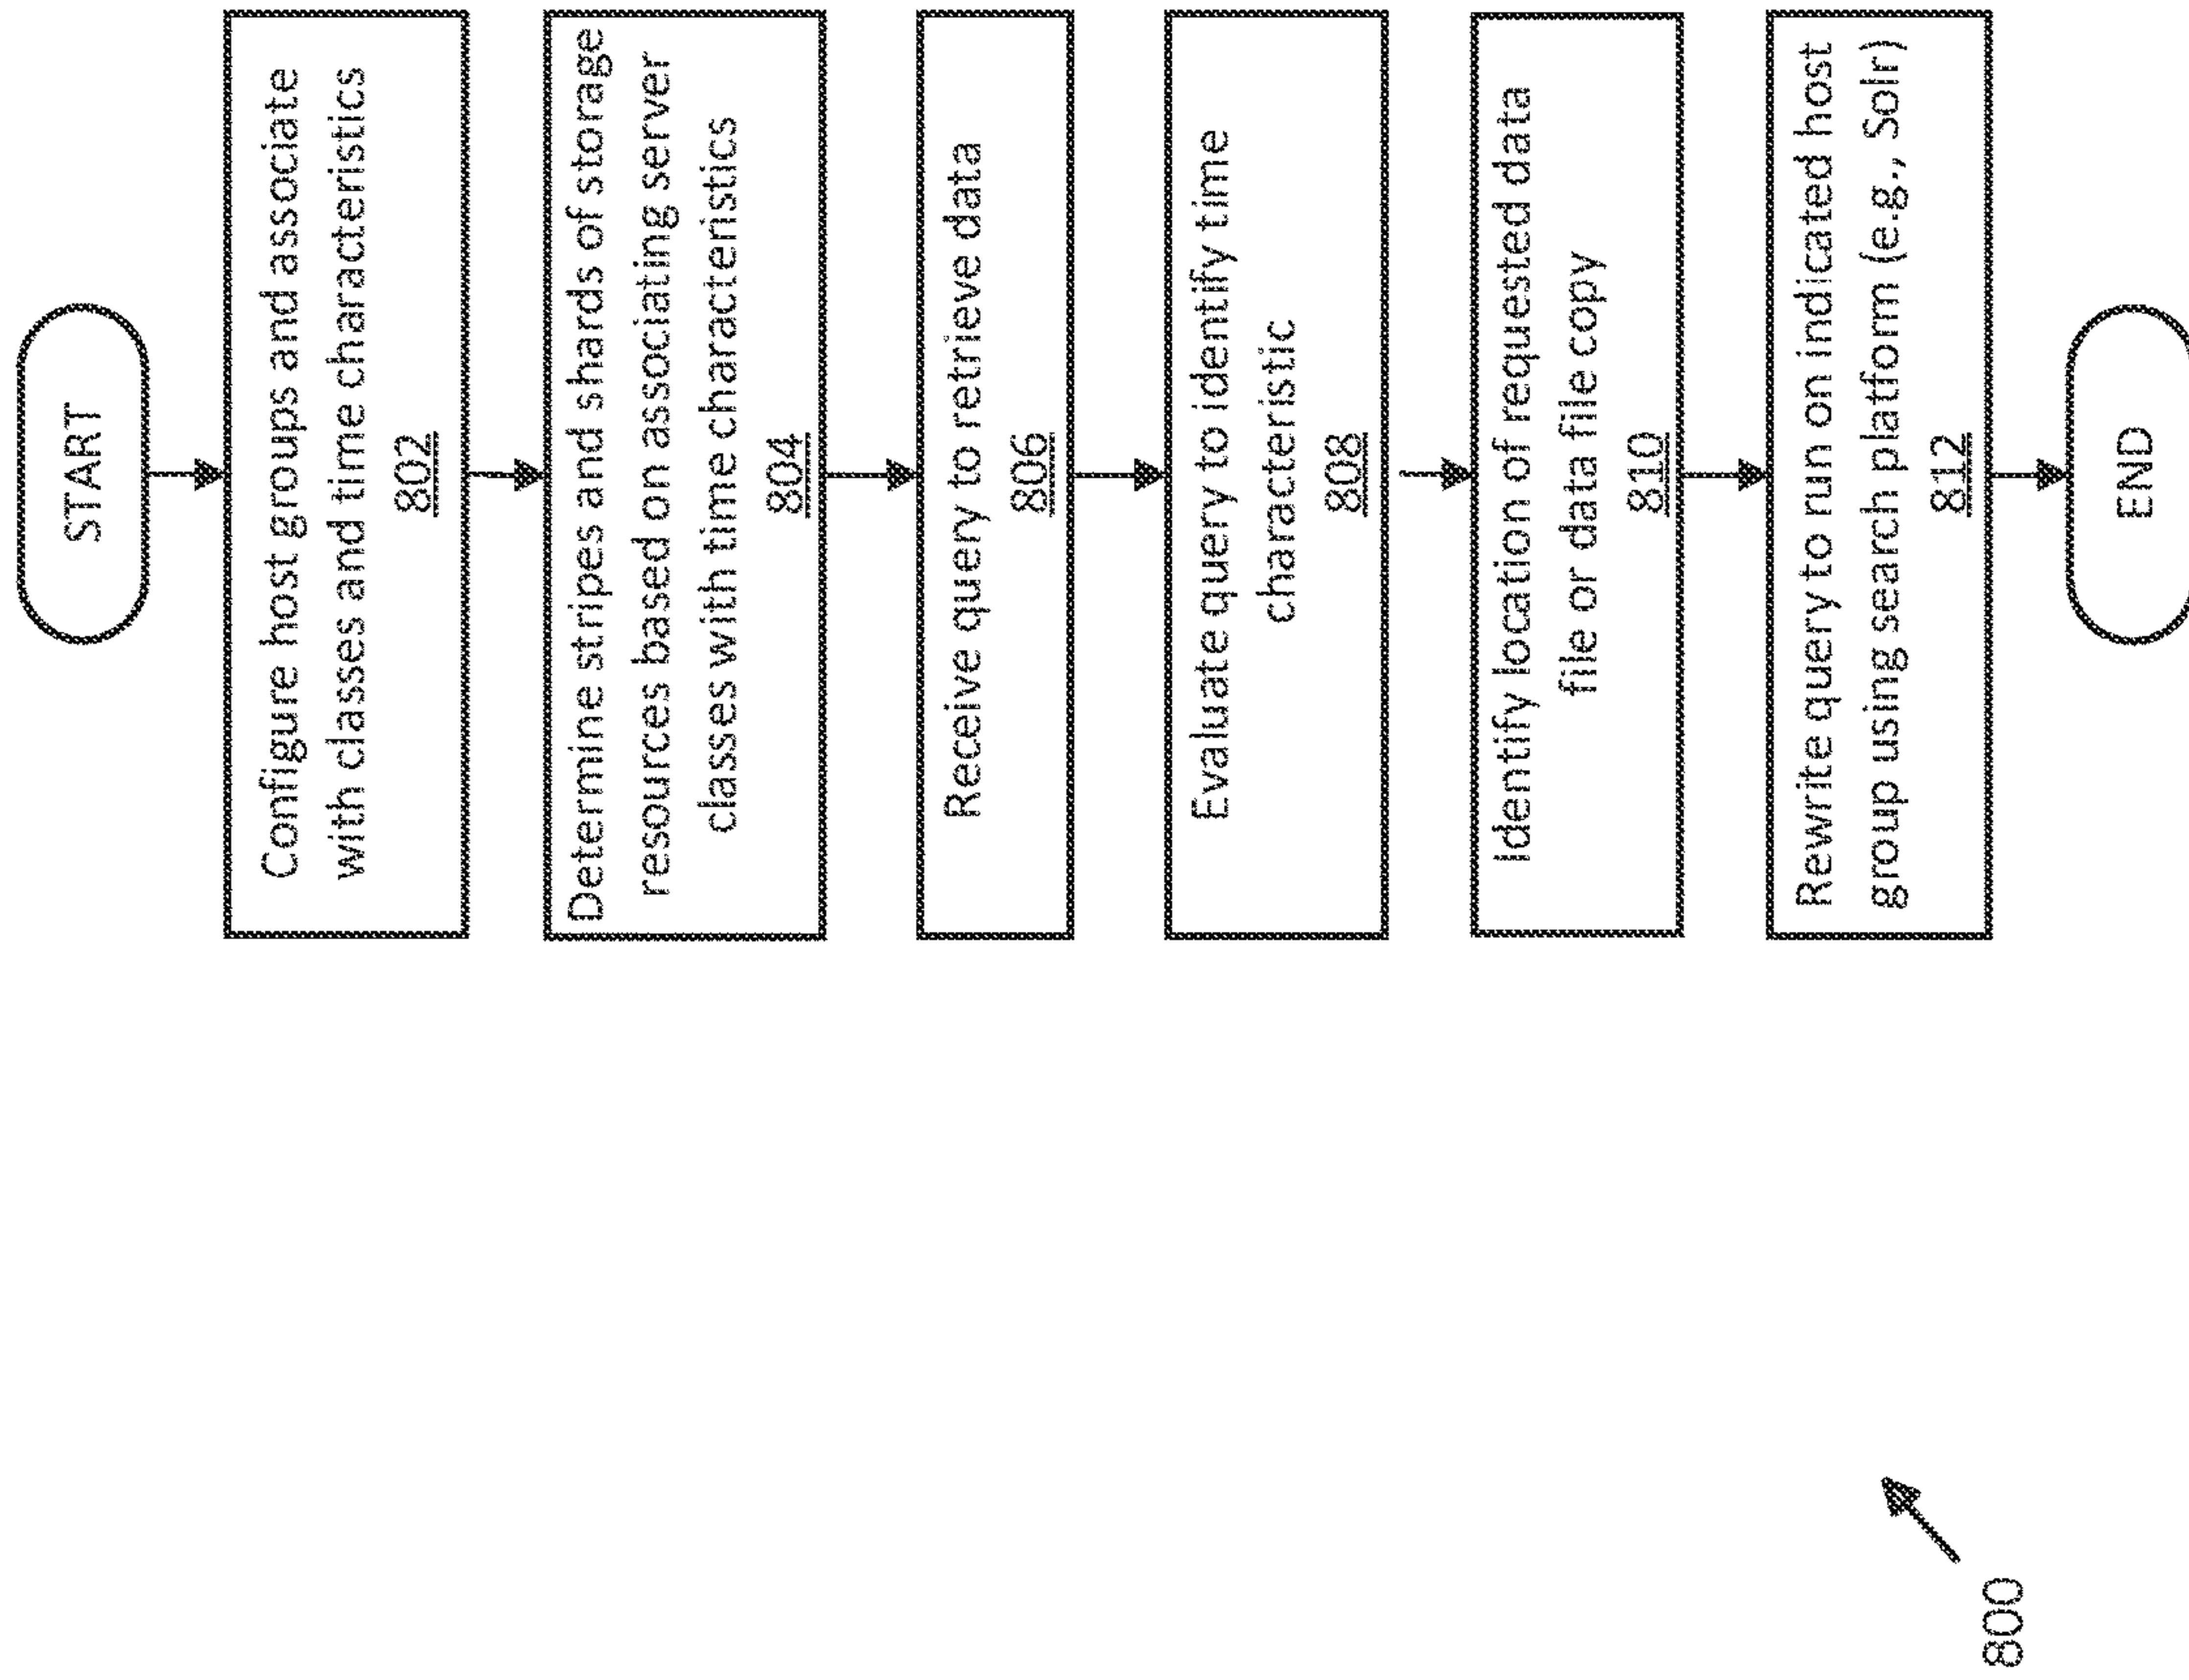 START
Configure host groups and associate
with classes and time characteristics
802
Determine stripes and shards of storage
resources based on associating server
classes with time characteristics
804
Receive query to retrieve data
806
Evaluate query to identify time
characteristic
808
Identify location of requested data
file or data file copy
810
Rewrite query to run on indicated host
group using search platform (e.g., Solr)
812
END
800